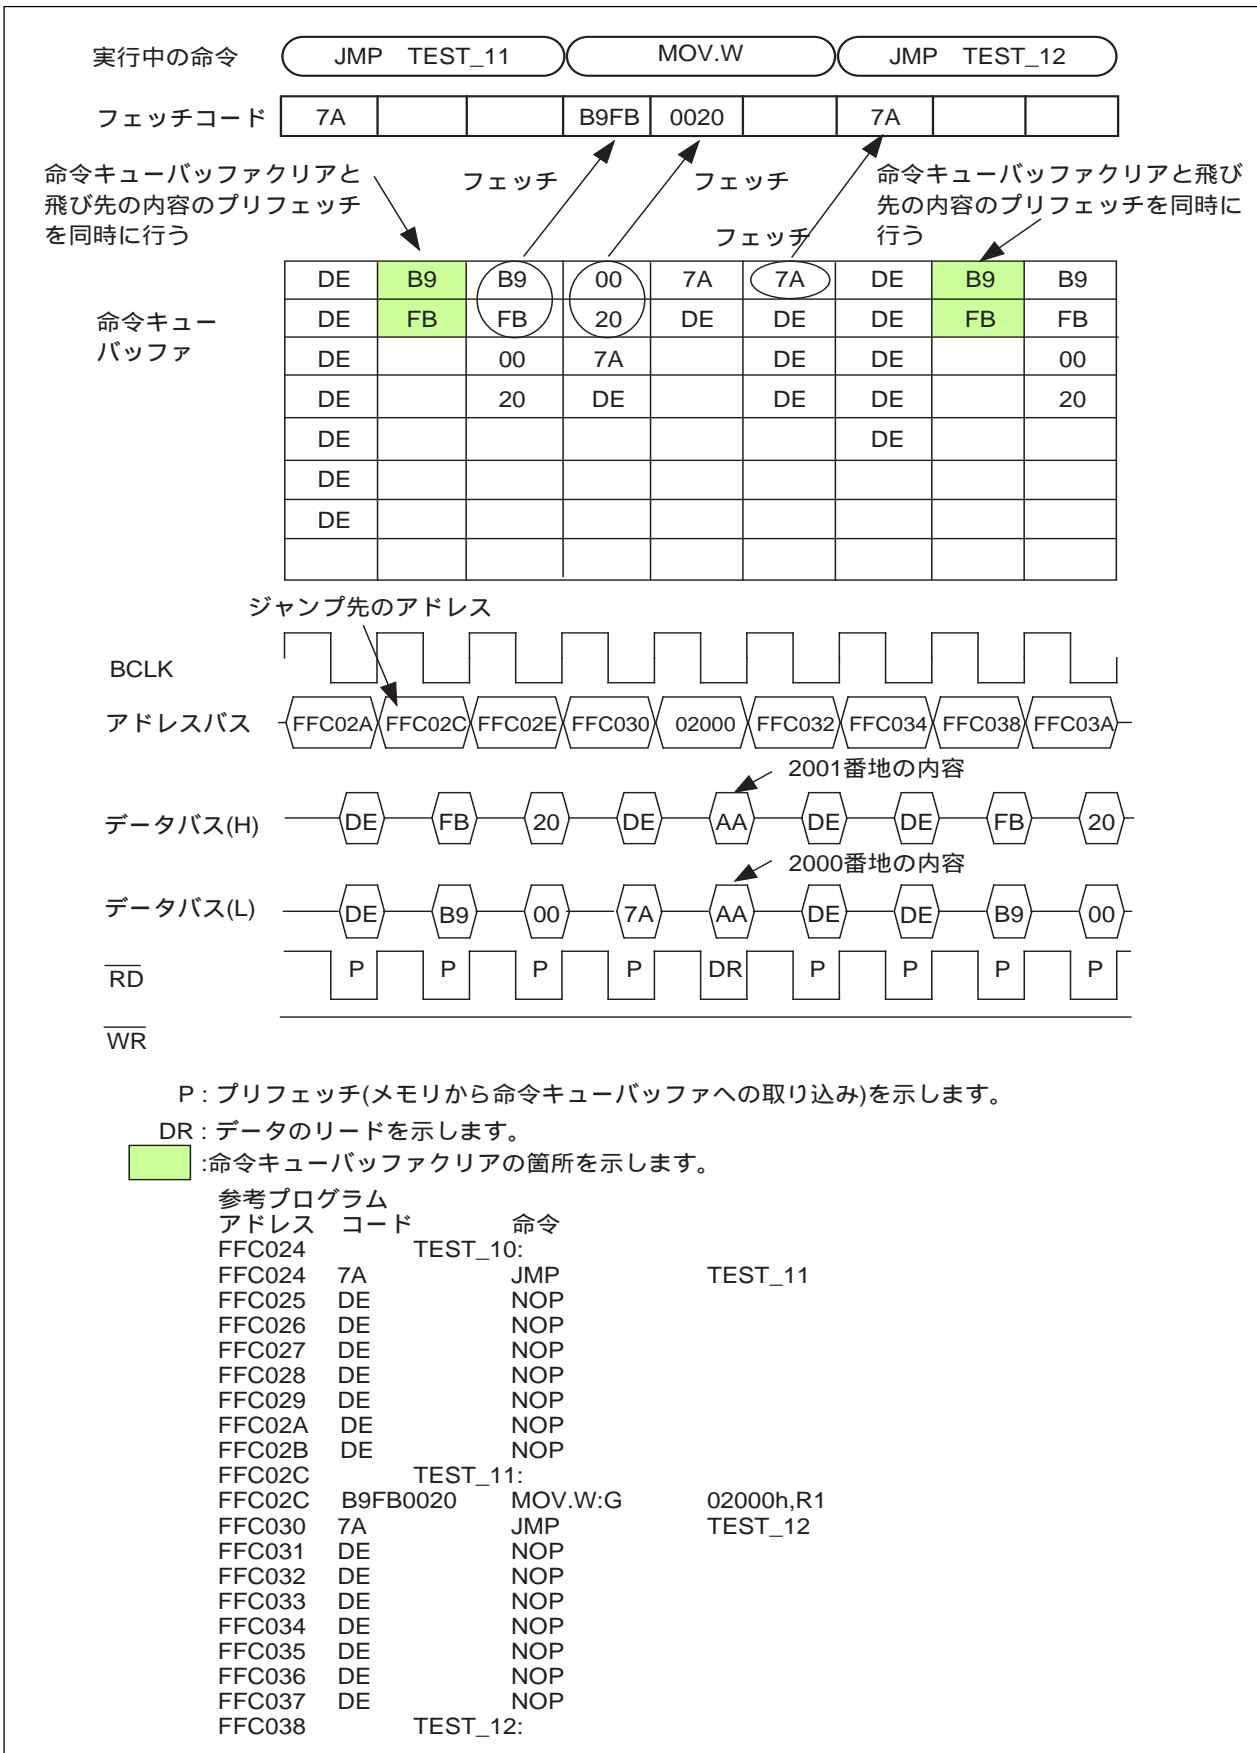 実行中の命令 JMP TEST_11 MOV.W JMP TEST_12
フェッチコード 7A B9FB 0020 7A
命令キューバッファクリアと
飛び先の内容のプリフェッチ
を同時に行う
フェッチ フェッチ
フェッチ
命令キューバッファクリアと飛び
先の内容のプリフェッチを同時に
行う
命令キュー
バッファ
DE B9 B9 00 7A 7A DE B9 B9
DE FB FB 20 DE DE DE FB FB
DE 00 7A DE DE 00
DE 20 DE DE DE 20
DE DE
DE
DE
ジャンプ先のアドレス
BCLK
アドレスバス FFC02A FFC02C FFC02E FFC030 02000 FFC032 FFC034 FFC038 FFC03A
2001番地の内容
データバス(H) DE FB 20 DE AA DE DE FB 20
2000番地の内容
データバス(L) DE B9 00 7A AA DE DE B9 00
RD P P P P DR P P P P
WR
P : プリフェッチ(メモリから命令キューバッファへの取り込み)を示します。
DR : データのリードを示します。
:命令キューバッファクリアの箇所を示します。
参考プログラム
アドレス コード 命令
FFC024 TEST_10:
FFC024 7A JMP TEST_11
FFC025 DE NOP
FFC026 DE NOP
FFC027 DE NOP
FFC028 DE NOP
FFC029 DE NOP
FFC02A DE NOP
FFC02B DE NOP
FFC02C TEST_11:
FFC02C B9FB0020 MOV.W:G 02000h,R1
FFC030 7A JMP TEST_12
FFC031 DE NOP
FFC032 DE NOP
FFC033 DE NOP
FFC034 DE NOP
FFC035 DE NOP
FFC036 DE NOP
FFC037 DE NOP
FFC038 TEST_12: